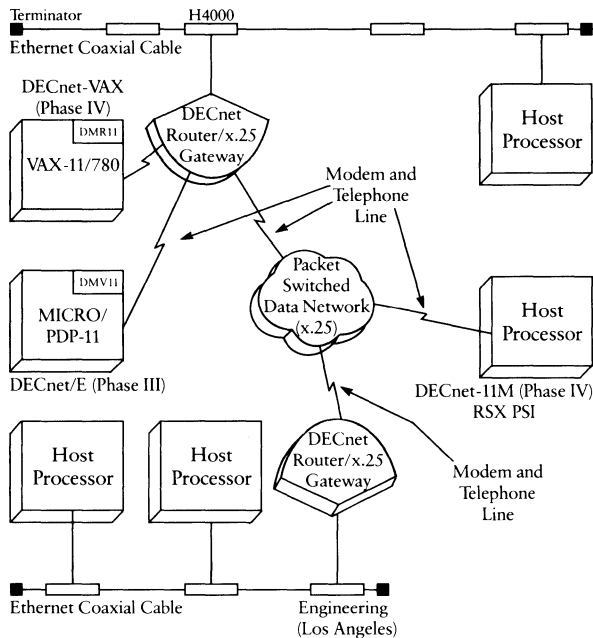 Terminator
H4000
Ethernet Coaxial Cable
DECnet-VAX
(Phase IV)
DMR11
VAX-11/780
DECnet
Router/x.25
Gateway
Host
Processor
Modem and
Telephone
Line
DMV11
MICRO/
PDP-11
DECnet/E (Phase III)
Packet
Switched
Data Network
(x.25)
Host
Processor
DECnet-11M (Phase IV)
RSX PSI
Host
Processor
Host
Processor
DECnet
Router/x.25
Gateway
Modem and
Telephone
Line
Ethernet Coaxial Cable
Engineering
(Los Angeles)